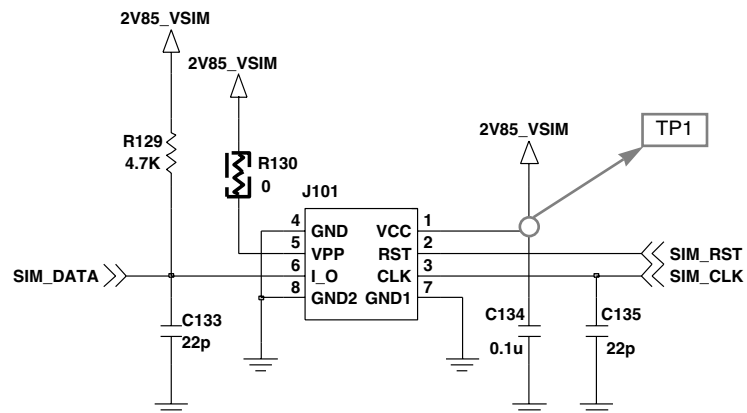 2V85_VSIM
2V85_VSIM
R129
4.7K
R130
0
2V85_VSIM
TP1
J101
4 GND VCC 1
5 VPP RST 2
6 I_O CLK 3
8 GND2 GND1 7
SIM_DATA
SIM_RST
SIM_CLK
C133
22p
C134
0.1u
C135
22p